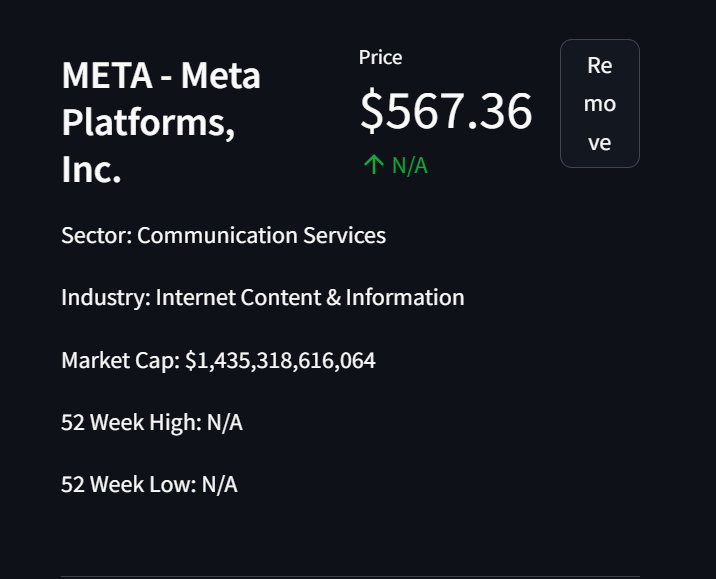 META - Meta
Platforms,
Inc.
Price
$567.36
↑ N/A
Re
mo
ve
Sector: Communication Services
Industry: Internet Content & Information
Market Cap: $1,435,318,616,064
52 Week High: N/A
52 Week Low: N/A